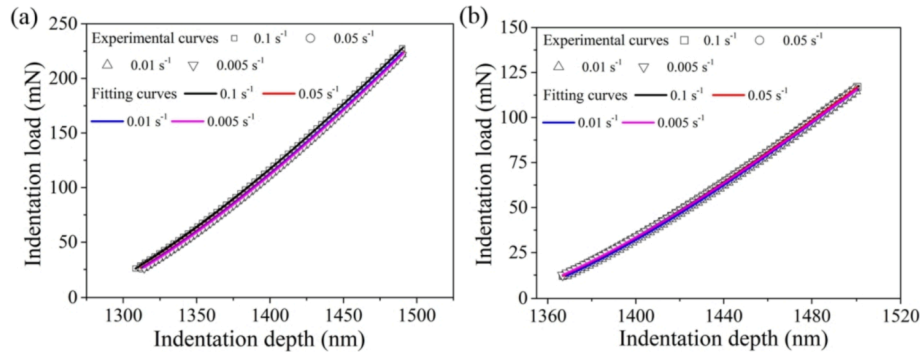 (a)
250
200
150
100
50
0
Indentation load (mN)
Experimental curves 0.1 s⁻¹ 0.05 s⁻¹
0.01 s⁻¹ 0.005 s⁻¹
Fitting curves 0.1 s⁻¹ 0.05 s⁻¹
0.01 s⁻¹ 0.005 s⁻¹
1300 1350 1400 1450 1500
Indentation depth (nm)
(b)
150
125
100
75
50
25
0
Indentation load (mN)
Experimental curves 0.1 s⁻¹ 0.05 s⁻¹
0.01 s⁻¹ 0.005 s⁻¹
Fitting curves 0.1 s⁻¹ 0.05 s⁻¹
0.01 s⁻¹ 0.005 s⁻¹
1360 1400 1440 1480 1520
Indentation depth (nm)